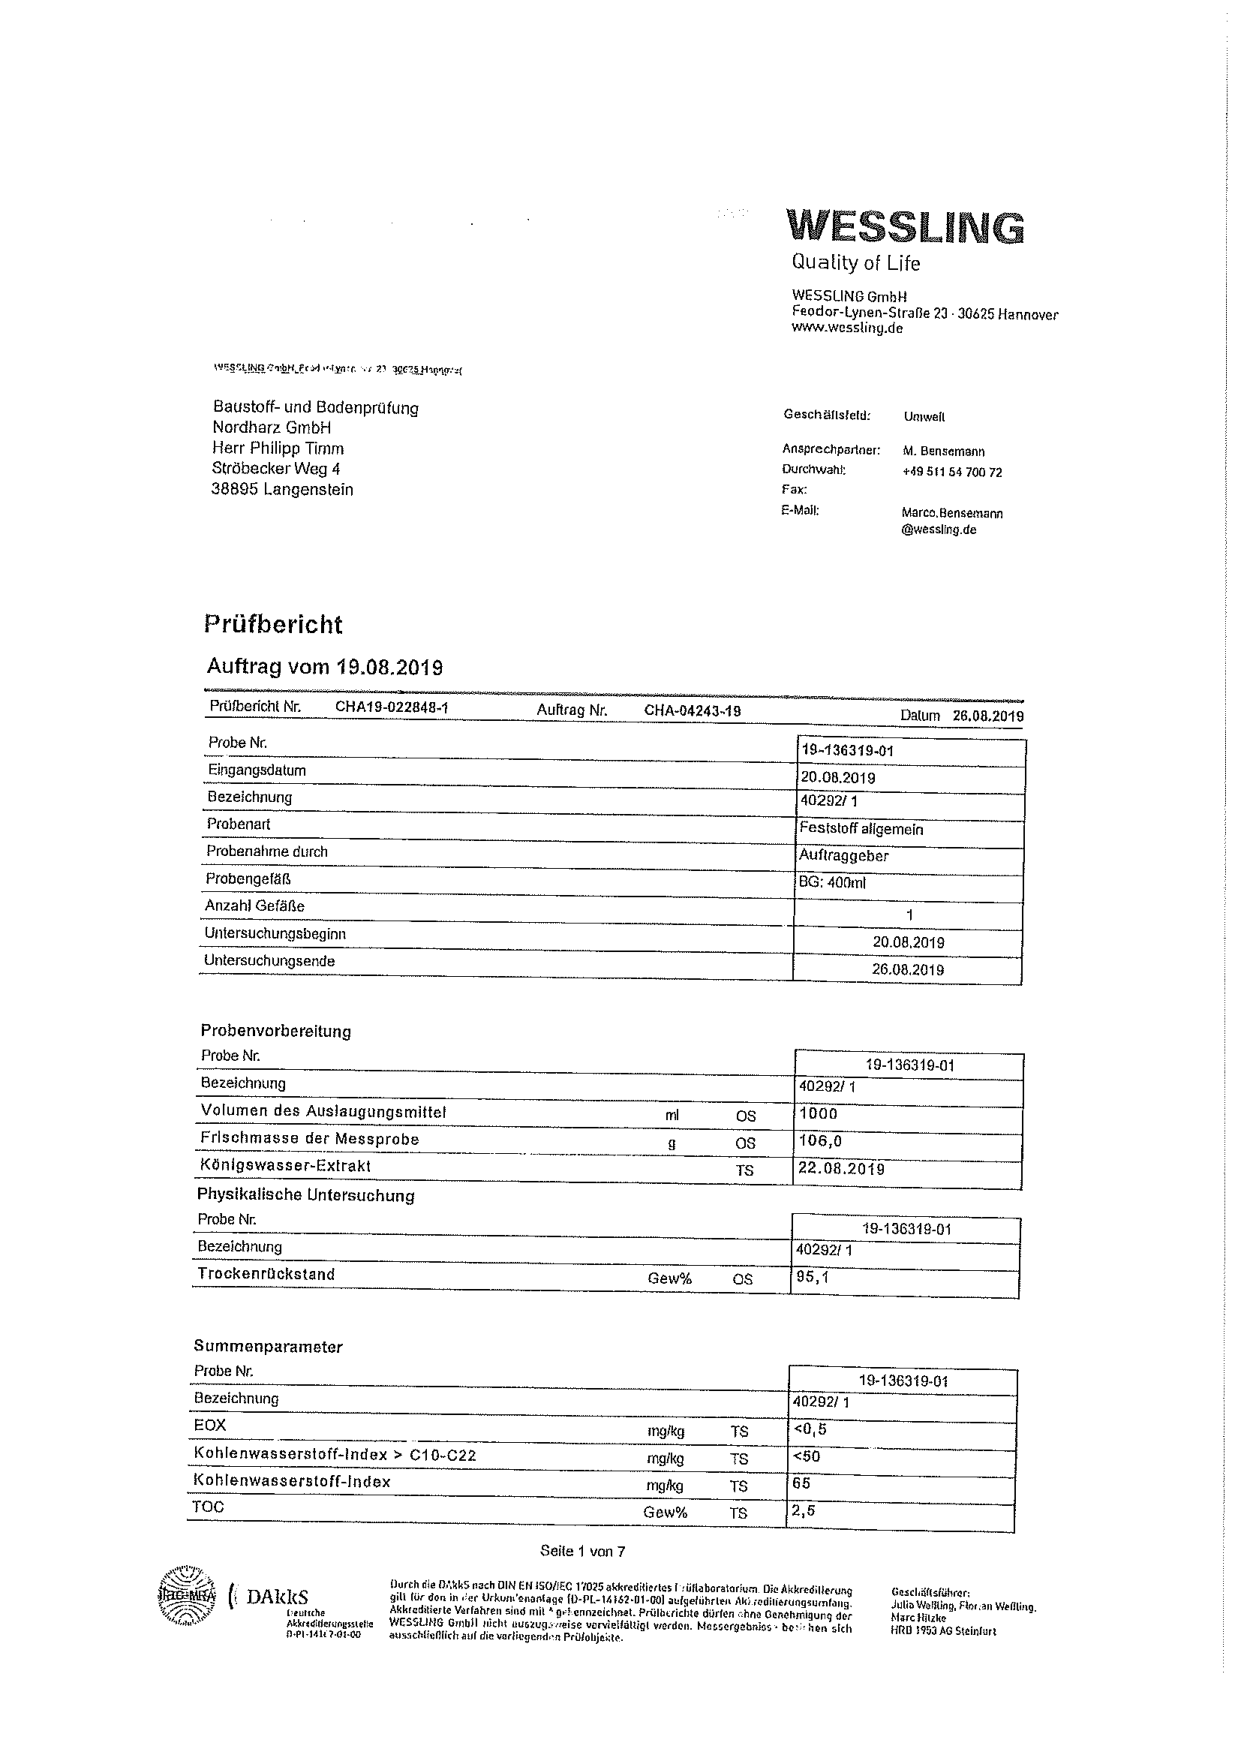 WESSLING
Quality of Life
WESSLING GmbH
Feodor-Lynen-Straße 23 · 30625 Hannover
www.wessling.de
WESSLING GmbH, 30625 Hannover
Baustoff- und Bodenprüfung
Nordharz GmbH
Herr Philipp Timm
Ströbecker Weg 4
38895 Langenstein
Geschäftsfeld: Umwelt
Ansprechpartner: M. Bensemann
Durchwahl: +49 511 54 700 72
Fax:
E-Mail: Marco.Bensemann
@wessling.de
Prüfbericht
Auftrag vom 19.08.2019
Prüfbericht Nr. CHA19-022848-1 Auftrag Nr. CHA-04243-19 Datum 26.08.2019
Probe Nr. 19-136319-01
Eingangsdatum 20.08.2019
Bezeichnung 40292/ 1
Probenart Feststoff allgemein
Probenahme durch Auftraggeber
Probengefäß BG: 400ml
Anzahl Gefäße 1
Untersuchungsbeginn 20.08.2019
Untersuchungsende 26.08.2019
Probenvorbereitung
Probe Nr. 19-136319-01
Bezeichnung 40292/ 1
Volumen des Auslaugungsmittel ml OS 1000
Frischmasse der Messprobe g OS 106,0
Königswasser-Extrakt TS 22.08.2019
Physikalische Untersuchung
Probe Nr. 19-136319-01
Bezeichnung 40292/ 1
Trockenrückstand Gew% OS 95,1
Summenparameter
Probe Nr. 19-136319-01
Bezeichnung 40292/ 1
EOX mg/kg TS <0,5
Kohlenwasserstoff-Index > C10-C22 mg/kg TS <50
Kohlenwasserstoff-Index mg/kg TS 65
TOC Gew% TS 2,5
Seite 1 von 7
ilac-MRA
DAkkS
Deutsche
Akkreditierungsstelle
D-PL-14162-01-00
Durch die DAkkS nach DIN EN ISO/IEC 17025 akkreditiertes Prüflaboratorium. Die Akkreditierung
gilt für den in der Urkundenanlage [D-PL-14162-01-00] aufgeführten Akkreditierungsumfang.
Akkreditierte Verfahren sind mit A gekennzeichnet. Prüfberichte dürfen ohne Genehmigung der
WESSLING GmbH nicht auszugsweise vervielfältigt werden. Messergebnisse beziehen sich
ausschließlich auf die vorliegenden Prüfobjekte.
Geschäftsführer:
Julia Weßling, Florian Weßling,
Marc Hitzke
HRB 1953 AG Steinfurt